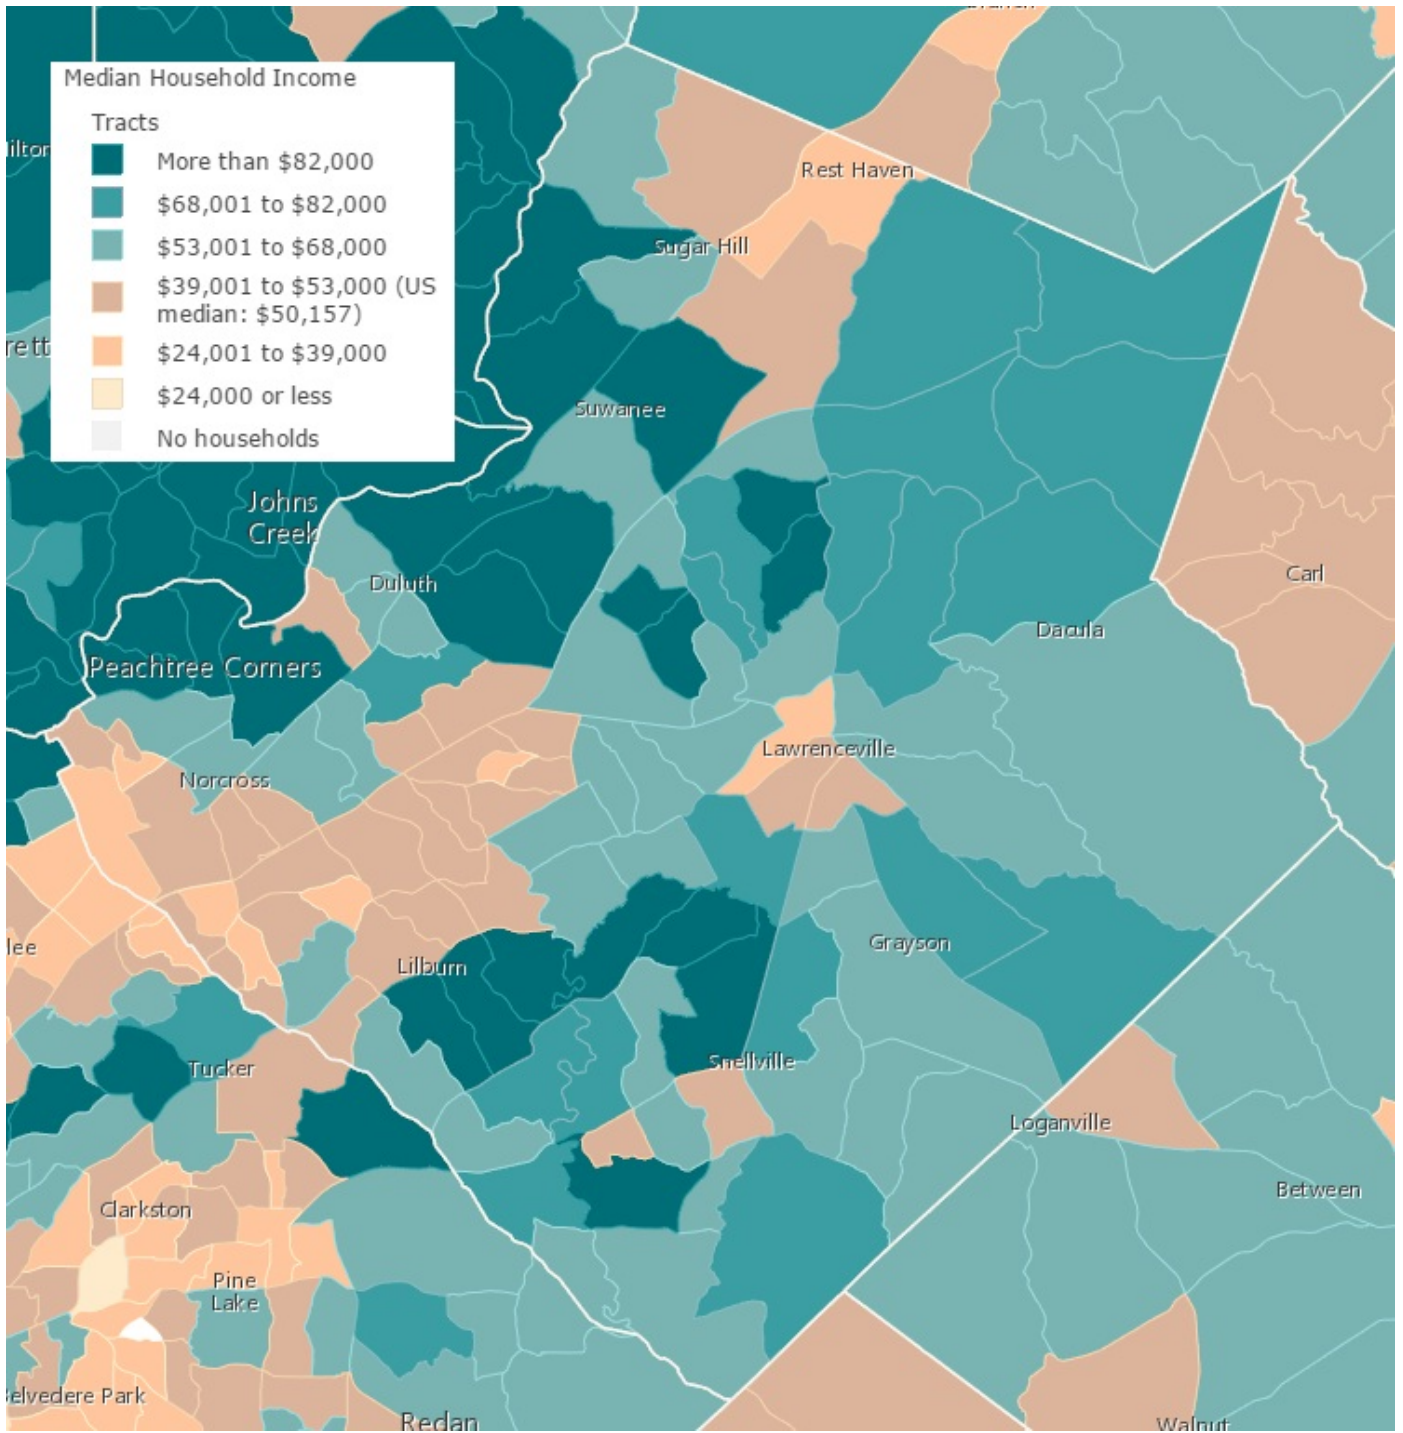 Median Household Income
Tracts
More than $82,000
$68,001 to $82,000
$53,001 to $68,000
$39,001 to $53,000 (US
median: $50,157)
$24,001 to $39,000
$24,000 or less
No households
Rest Haven
Sugar Hill
Suwanee
Johns
Creek
Duluth
Carl
Dacula
Peachtree Corners
Lawrenceville
Norcross
Grayson
Lilburn
Snellville
Tucker
Loganville
Between
Clarkston
Pine
Lake
Belvedere Park
Redan
Walnut